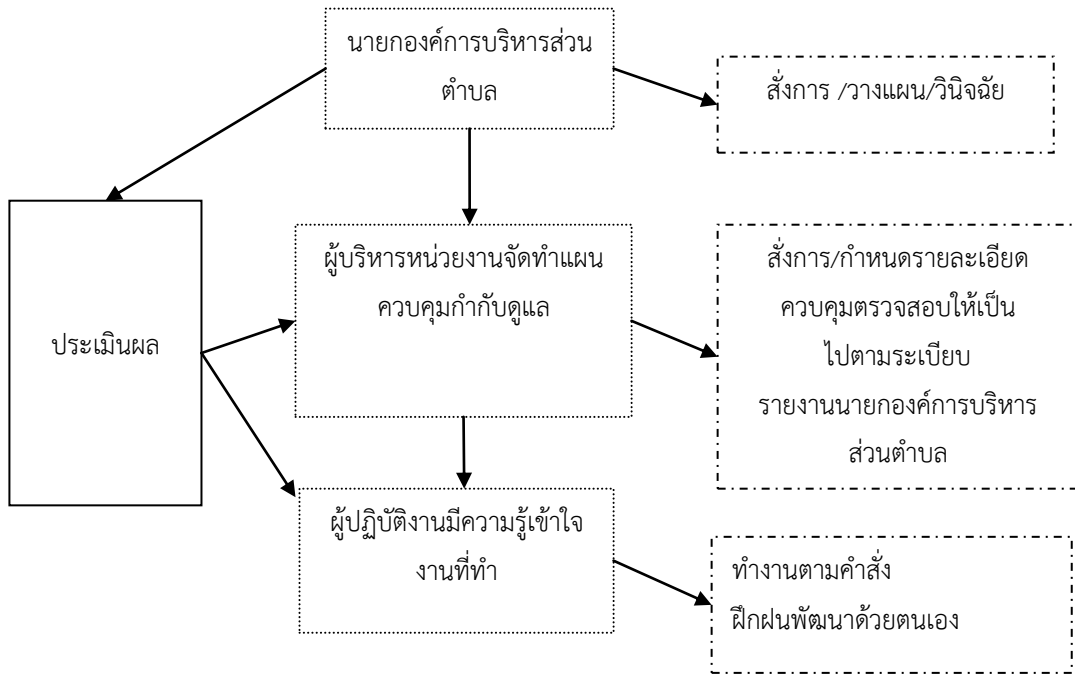 นายกองค์การบริหารส่วน
ตำบล
สั่งการ /วางแผน/วินิจฉัย
ประเมินผล
ผู้บริหารหน่วยงานจัดทำแผน
ควบคุมกำกับดูแล
สั่งการ/กำหนดรายละเอียด
ควบคุมตรวจสอบให้เป็น
ไปตามระเบียบ
รายงานนายกองค์การบริหาร
ส่วนตำบล
ผู้ปฏิบัติงานมีความรู้เข้าใจ
งานที่ทำ
ทำงานตามคำสั่ง
ฝึกฝนพัฒนาด้วยตนเอง